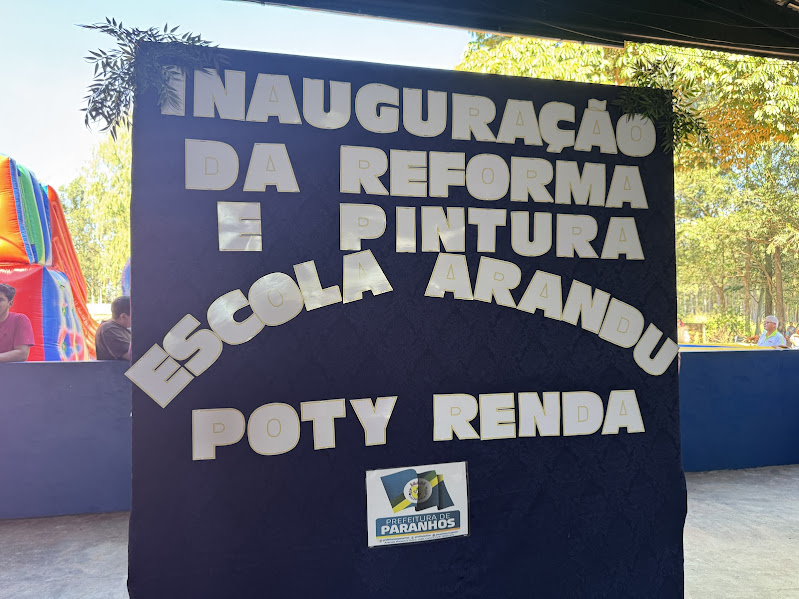 INAUGURAÇÃO
DA REFORMA
E PINTURA
ESCOLA ARANDU
POTY RENDA
PREFEITURA DE
PARANHOS